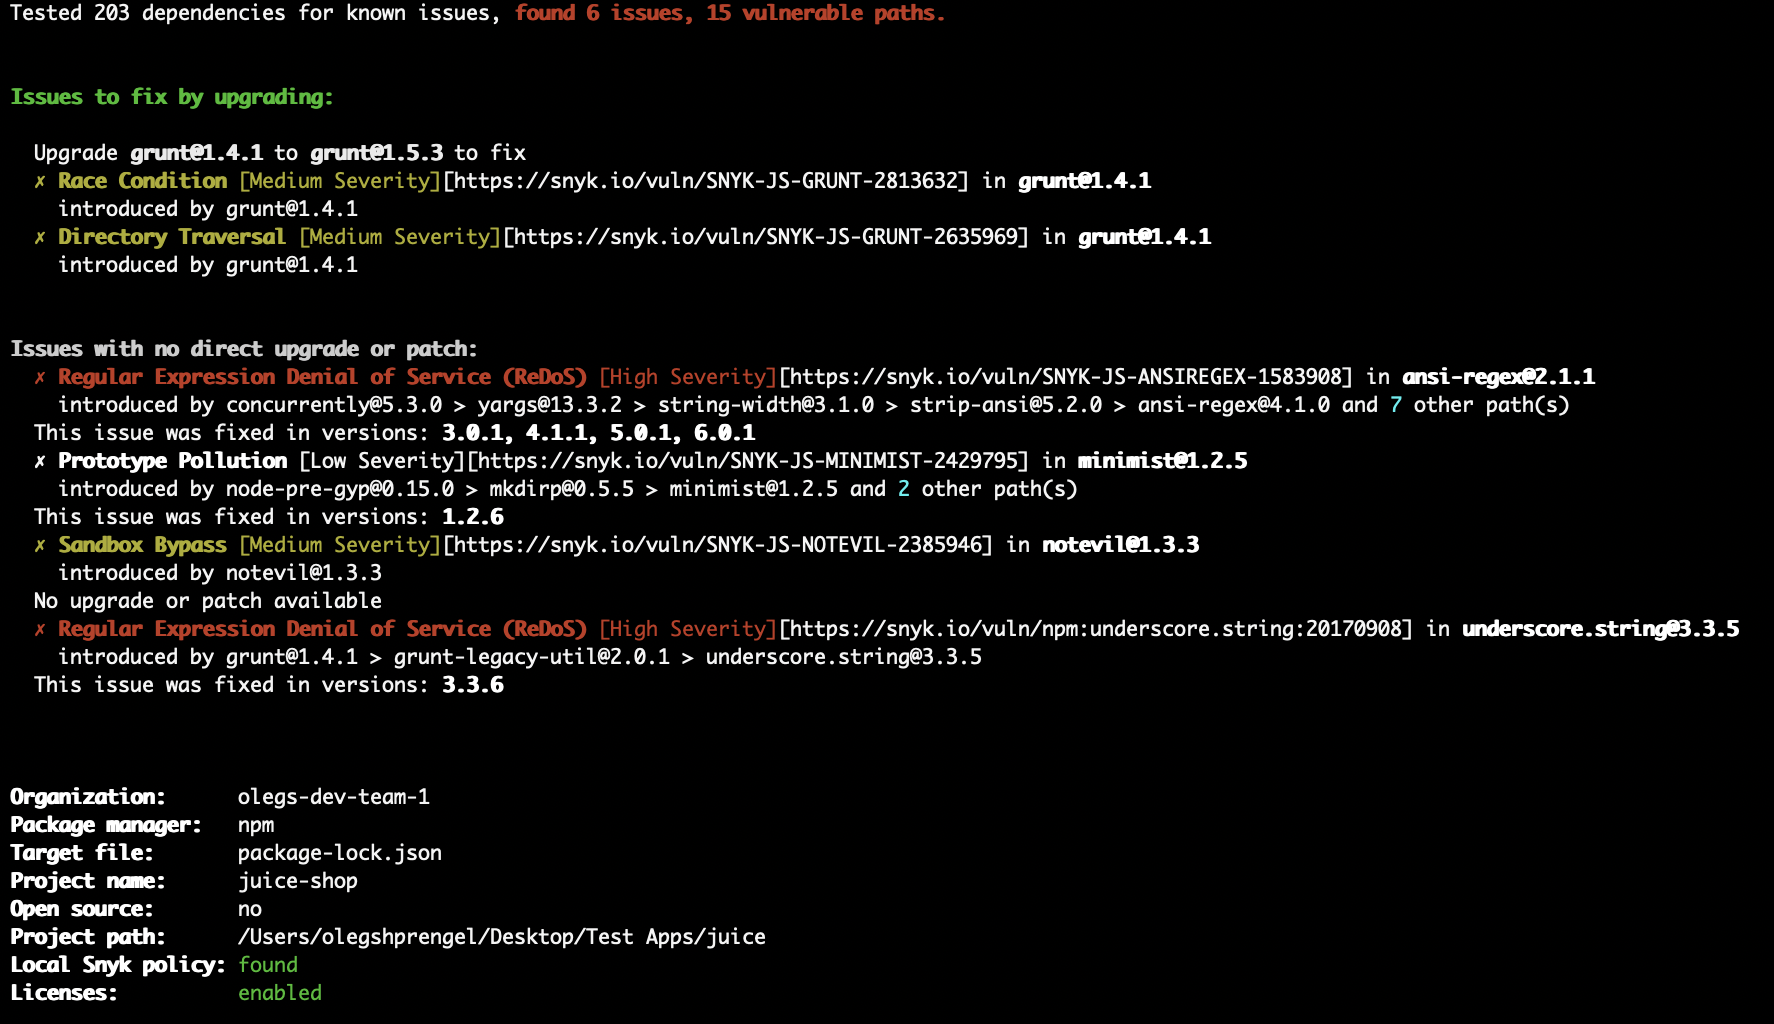 Tested 203 dependencies for known issues, found 6 issues, 15 vulnerable paths.
Issues to fix by upgrading:
Upgrade grunt@1.4.1 to grunt@1.5.3 to fix
✗ Race Condition [Medium Severity][https://snyk.io/vuln/SNYK-JS-GRUNT-2813632] in grunt@1.4.1
introduced by grunt@1.4.1
✗ Directory Traversal [Medium Severity][https://snyk.io/vuln/SNYK-JS-GRUNT-2635969] in grunt@1.4.1
introduced by grunt@1.4.1
Issues with no direct upgrade or patch:
✗ Regular Expression Denial of Service (ReDoS) [High Severity][https://snyk.io/vuln/SNYK-JS-ANSIREGEX-1583908] in ansi-regex@2.1.1
introduced by concurrently@5.3.0 > yargs@13.3.2 > string-width@3.1.0 > strip-ansi@5.2.0 > ansi-regex@4.1.0 and 7 other path(s)
This issue was fixed in versions: 3.0.1, 4.1.1, 5.0.1, 6.0.1
✗ Prototype Pollution [Low Severity][https://snyk.io/vuln/SNYK-JS-MINIMIST-2429795] in minimist@1.2.5
introduced by node-pre-gyp@0.15.0 > mkdirp@0.5.5 > minimist@1.2.5 and 2 other path(s)
This issue was fixed in versions: 1.2.6
✗ Sandbox Bypass [Medium Severity][https://snyk.io/vuln/SNYK-JS-NOTEVIL-2385946] in notevil@1.3.3
introduced by notevil@1.3.3
No upgrade or patch available
✗ Regular Expression Denial of Service (ReDoS) [High Severity][https://snyk.io/vuln/npm:underscore.string:20170908] in underscore.string@3.3.5
introduced by grunt@1.4.1 > grunt-legacy-util@2.0.1 > underscore.string@3.3.5
This issue was fixed in versions: 3.3.6
Organization: olegs-dev-team-1
Package manager: npm
Target file: package-lock.json
Project name: juice-shop
Open source: no
Project path: /Users/olegshprengel/Desktop/Test Apps/juice
Local Snyk policy: found
Licenses: enabled